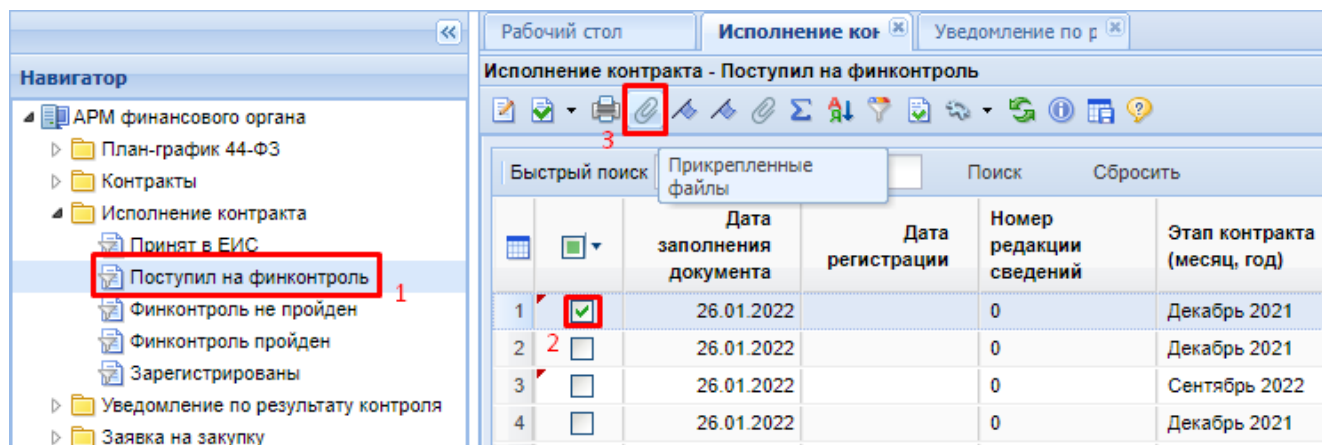 Рабочий стол
Исполнение кон
Уведомление по р
Навигатор
АРМ финансового органа
План-график 44-ФЗ
Контракты
Исполнение контракта
Принят в ЕИС
Поступил на финконтроль
1
Финконтроль не пройден
Финконтроль пройден
Зарегистрированы
Уведомление по результату контроля
Заявка на закупку
Исполнение контракта - Поступил на финконтроль
3
Прикрепленные
файлы
Быстрый поиск Поиск Сбросить
Дата
заполнения
документа
Дата
регистрации
Номер
редакции
сведений
Этап контракта
(месяц, год)
1 26.01.2022 0 Декабрь 2021
2 2 26.01.2022 0 Декабрь 2021
3 26.01.2022 0 Сентябрь 2022
4 26.01.2022 0 Декабрь 2021